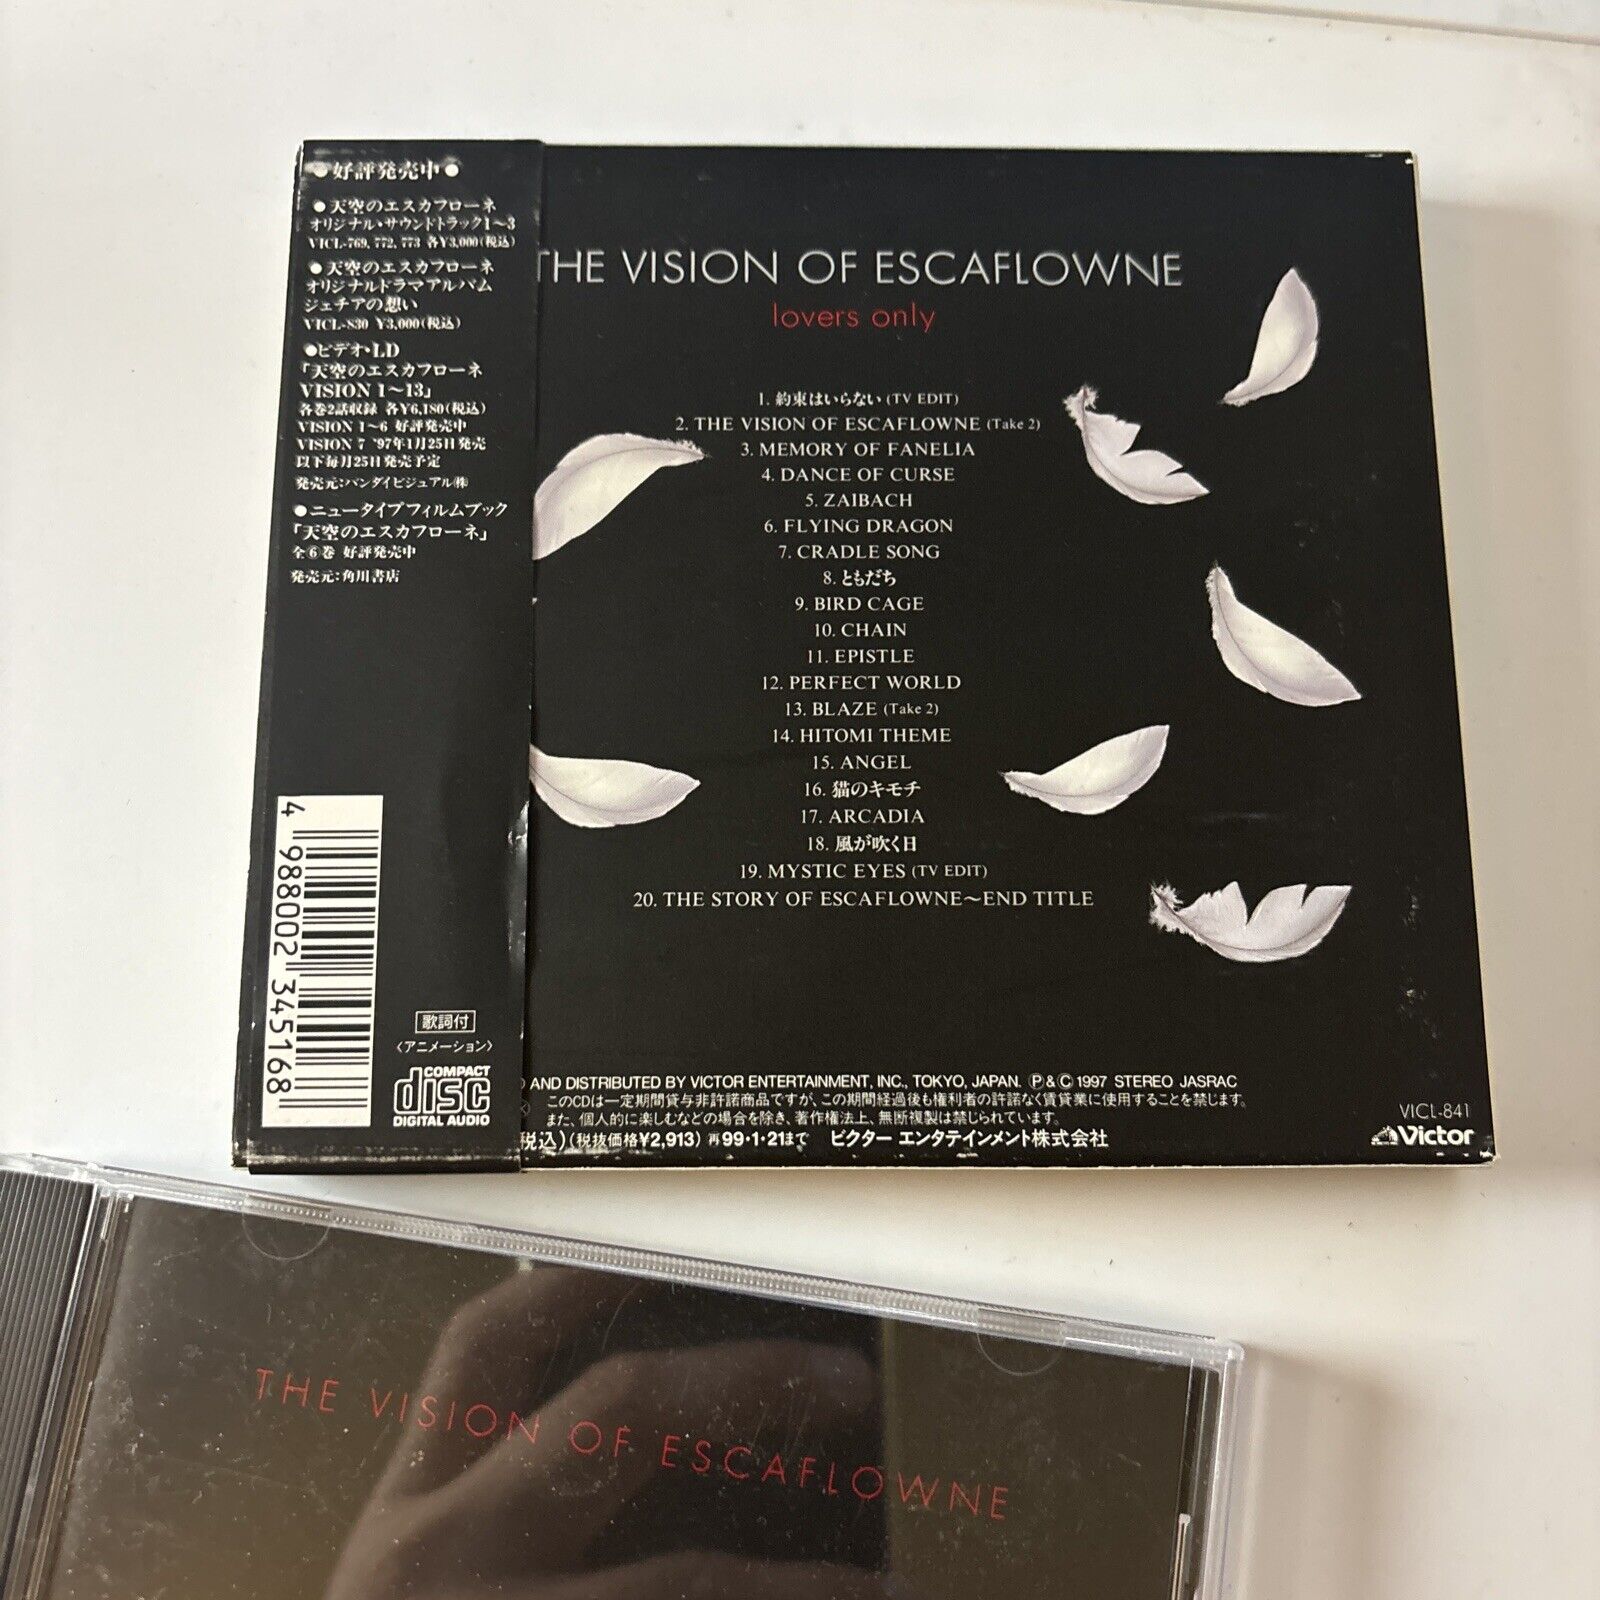 ●好評発売中●
●天空のエスカフローネ
オリジナル・サウンドトラック1〜3
VICL-769, 772, 773 各¥3,000(税込)
●天空のエスカフローネ
オリジナルドラマアルバム
ジェチアの想い
VICL-830 ¥3,000(税込)
●ビデオ・LD
「天空のエスカフローネ
VISION 1〜13」
各巻2話収録 各¥6,180(税込)
VISION 1〜6 好評発売中
VISION 7 '97年1月25日発売
以下毎月25日発売予定
発売元:バンダイビジュアル㈱
●ニュータイプフィルムブック
「天空のエスカフローネ」
全⑥巻 好評発売中
発売元:角川書店
4 988002 345168
歌詞付
〈アニメーション〉
COMPACT
disc
DIGITAL AUDIO
THE VISION OF ESCAFLOWNE
lovers only
1. 約束はいらない (TV EDIT)
2. THE VISION OF ESCAFLOWNE (Take 2)
3. MEMORY OF FANELIA
4. DANCE OF CURSE
5. ZAIBACH
6. FLYING DRAGON
7. CRADLE SONG
8. ともだち
9. BIRD CAGE
10. CHAIN
11. EPISTLE
12. PERFECT WORLD
13. BLAZE (Take 2)
14. HITOMI THEME
15. ANGEL
16. 猫のキモチ
17. ARCADIA
18. 風が吹く日
19. MYSTIC EYES (TV EDIT)
20. THE STORY OF ESCAFLOWNE〜END TITLE
AND DISTRIBUTED BY VICTOR ENTERTAINMENT, INC., TOKYO, JAPAN. Ⓟ&Ⓒ 1997 STEREO JASRAC
このCDは一定期間貸与非許諾商品ですが、この期間経過後も権利者の許諾なく賃貸業に使用することを禁じます。
また、個人的に楽しむなどの場合を除き、著作権法上、無断複製は禁じられています。
税込)(税抜価格¥2,913) 再99・1・21まで ビクター エンタテインメント株式会社
VICL-841
Victor
THE VISION OF ESCAFLOWNE